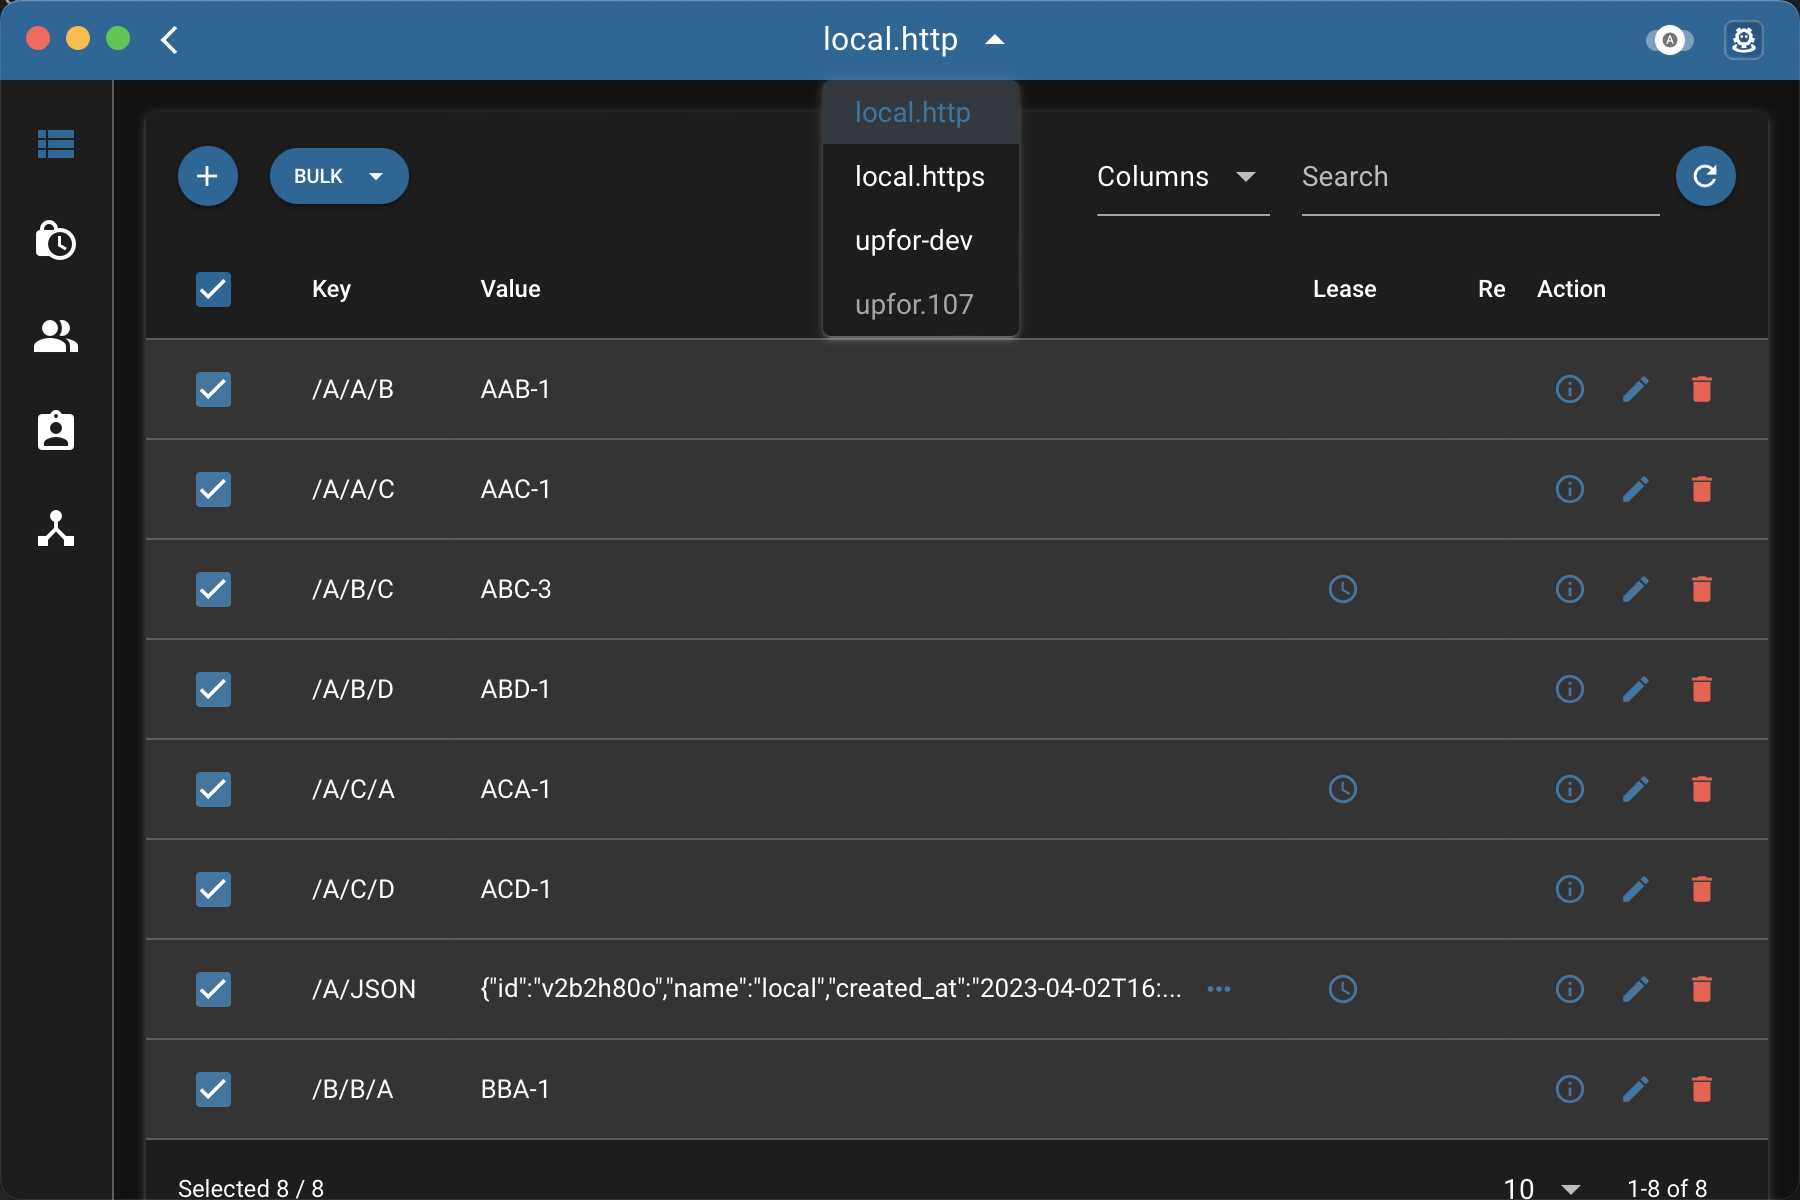 local.http
A
local.http
local.https
upfor-dev
upfor.107
BULK
Columns
Search
Key Value Lease Re Action
/A/A/B AAB-1
/A/A/C AAC-1
/A/B/C ABC-3
/A/B/D ABD-1
/A/C/A ACA-1
/A/C/D ACD-1
/A/JSON {"id":"v2b2h80o","name":"local","created_at":"2023-04-02T16:...
/B/B/A BBA-1
Selected 8 / 8 10 1-8 of 8